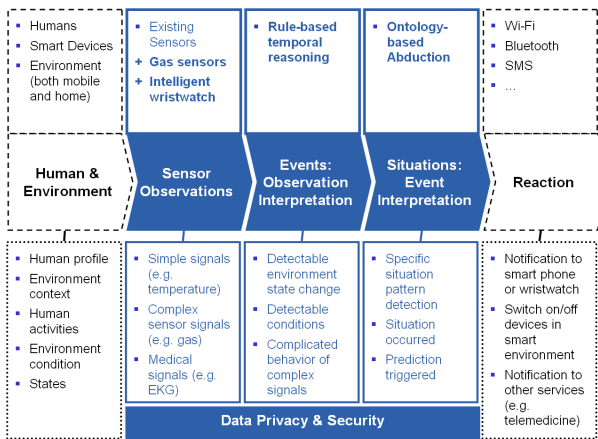 Humans
Smart Devices
Environment
(both mobile
and home)
Existing
Sensors
+ Gas sensors
+ Intelligent
wristwatch
Rule-based
temporal
reasoning
Ontology-
based
Abduction
Wi-Fi
Bluetooth
SMS
...
Human &
Environment
Sensor
Observations
Events:
Observation
Interpretation
Situations:
Event
Interpretation
Reaction
Human profile
Environment
context
Human
activities
Environment
condition
States
Simple signals
(e.g.
temperature)
Complex
sensor signals
(e.g. gas)
Medical
signals (e.g.
EKG)
Detectable
environment
state change
Detectable
conditions
Complicated
behavior of
complex
signals
Specific
situation
pattern
detection
Situation
occurred
Prediction
triggered
Notification to
smart phone
or wristwatch
Switch on/off
devices in
smart
environment
Notification to
other services
(e.g.
telemedicine)
Data Privacy & Security